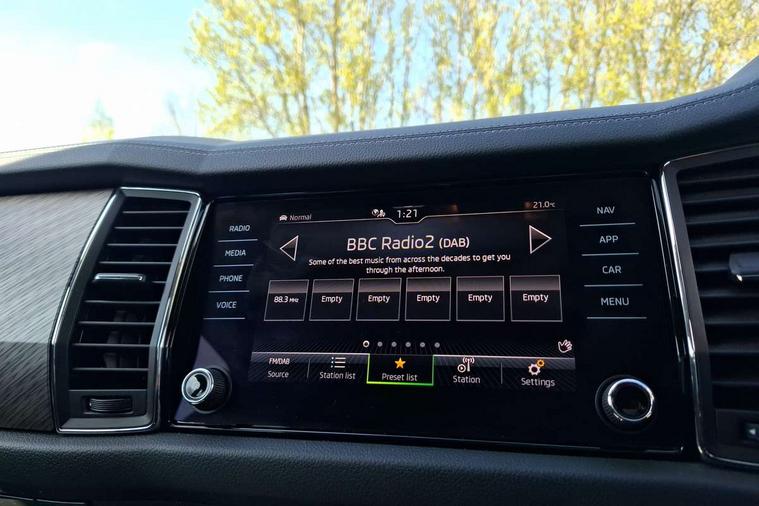 Normal 1:21 21.0°C
BBC Radio2 (DAB)
Some of the best music from across the decades to get you
through the afternoon.
88.3 MHz Empty Empty Empty Empty Empty
FM/DAB
Source Station list Preset list Station Settings
RADIO
MEDIA
PHONE
VOICE
NAV
APP
CAR
MENU